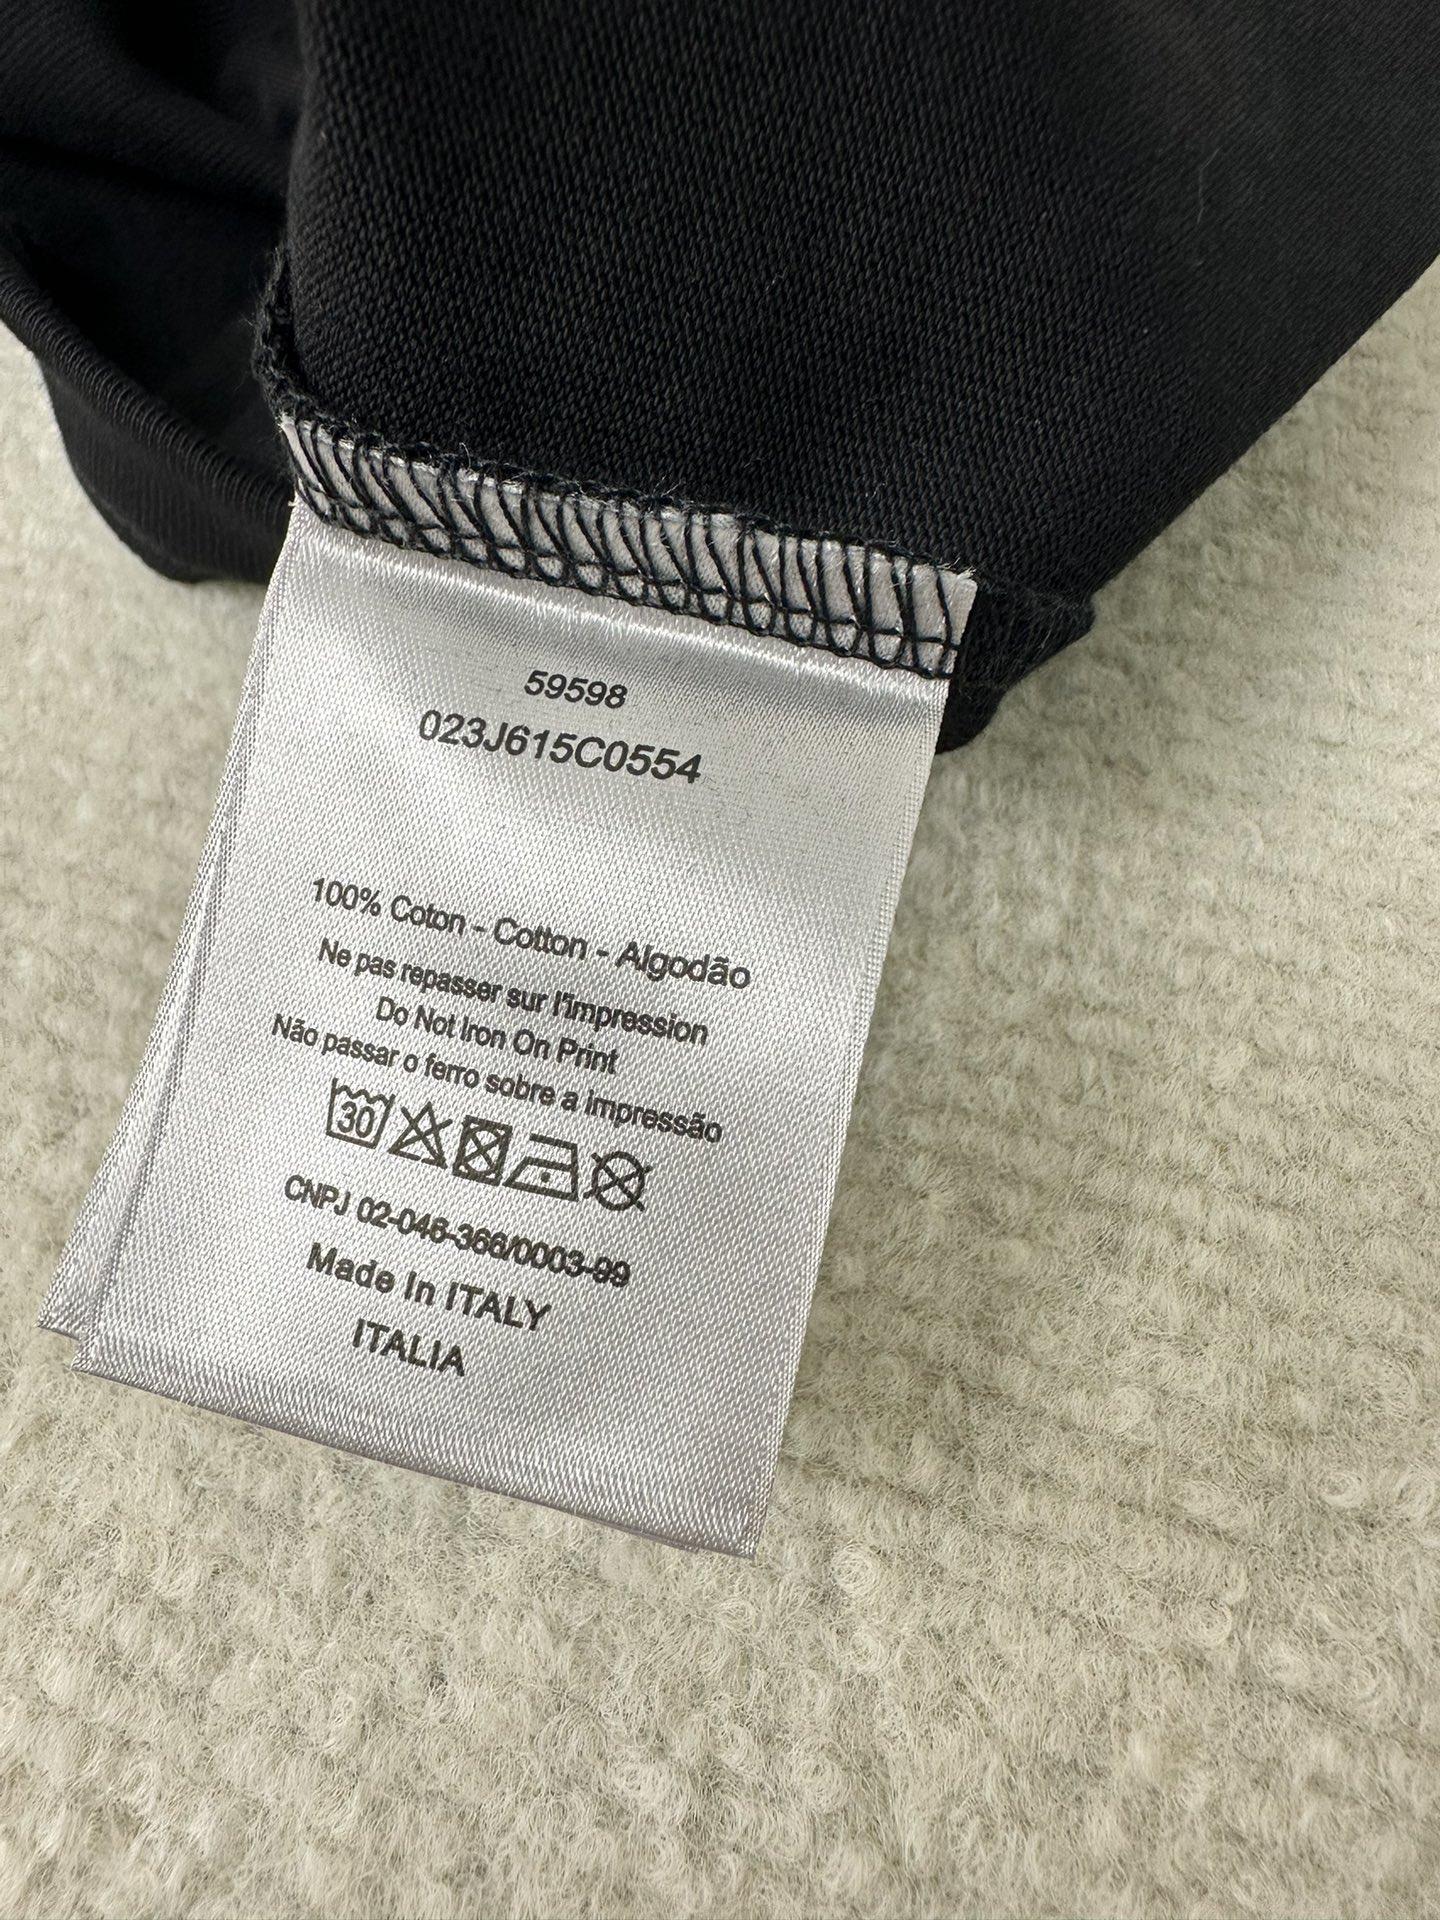 59598
023J615C0554
100% Coton - Cotton - Algodão
Ne pas repasser sur l'impression
Do Not Iron On Print
Não passar o ferro sobre a impressão
30
CNPJ 02-046-366/0003-99
Made In ITALY
ITALIA